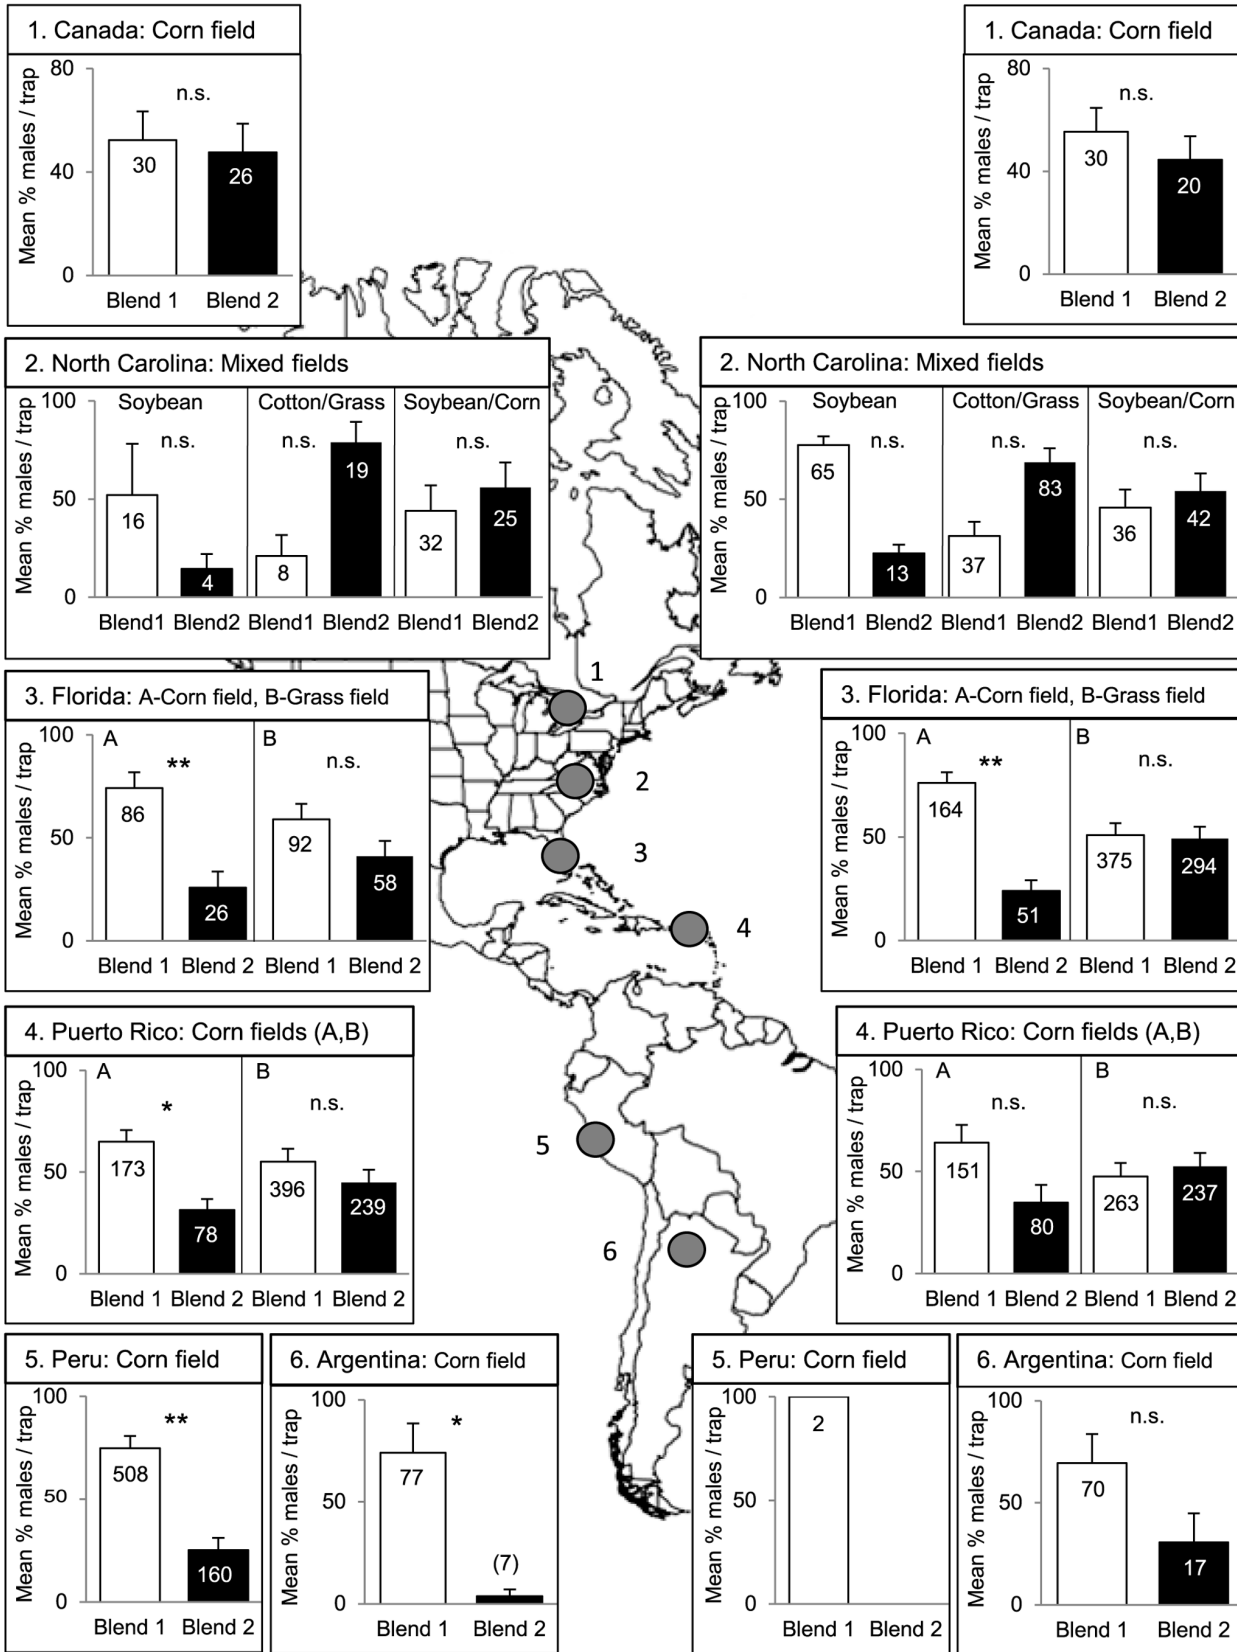 1. Canada: Corn field
Mean % males / trap
80
40
0
n.s.
30
26
Blend 1 Blend 2
1. Canada: Corn field
Mean % males / trap
80
40
0
n.s.
30
20
Blend 1 Blend 2
2. North Carolina: Mixed fields
Mean % males / trap
100
50
0
Soybean Cotton/Grass Soybean/Corn
n.s. n.s. n.s.
16 4 8 19 32 25
Blend1 Blend2 Blend1 Blend2 Blend1 Blend2
2. North Carolina: Mixed fields
Mean % males / trap
100
50
0
Soybean Cotton/Grass Soybean/Corn
n.s. n.s. n.s.
65 13 37 83 36 42
Blend1 Blend2 Blend1 Blend2 Blend1 Blend2
3. Florida: A-Corn field, B-Grass field
Mean % males / trap
100
50
0
A B
** n.s.
86 26 92 58
Blend 1 Blend 2 Blend 1 Blend 2
1
2
3
4
5
6
3. Florida: A-Corn field, B-Grass field
Mean % males / trap
100
50
0
A B
** n.s.
164 51 375 294
Blend 1 Blend 2 Blend 1 Blend 2
4. Puerto Rico: Corn fields (A,B)
Mean % males / trap
100
50
0
A B
* n.s.
173 78 396 239
Blend 1 Blend 2 Blend 1 Blend 2
4. Puerto Rico: Corn fields (A,B)
Mean % males / trap
100
50
0
A B
n.s. n.s.
151 80 263 237
Blend 1 Blend 2 Blend 1 Blend 2
5. Peru: Corn field
Mean % males / trap
100
50
0
**
508
160
Blend 1 Blend 2
6. Argentina: Corn field
Mean % males / trap
100
50
0
*
77
(7)
Blend 1 Blend 2
5. Peru: Corn field
Mean % males / trap
100
50
0
2
Blend 1 Blend 2
6. Argentina: Corn field
Mean % males / trap
100
50
0
n.s.
70
17
Blend 1 Blend 2